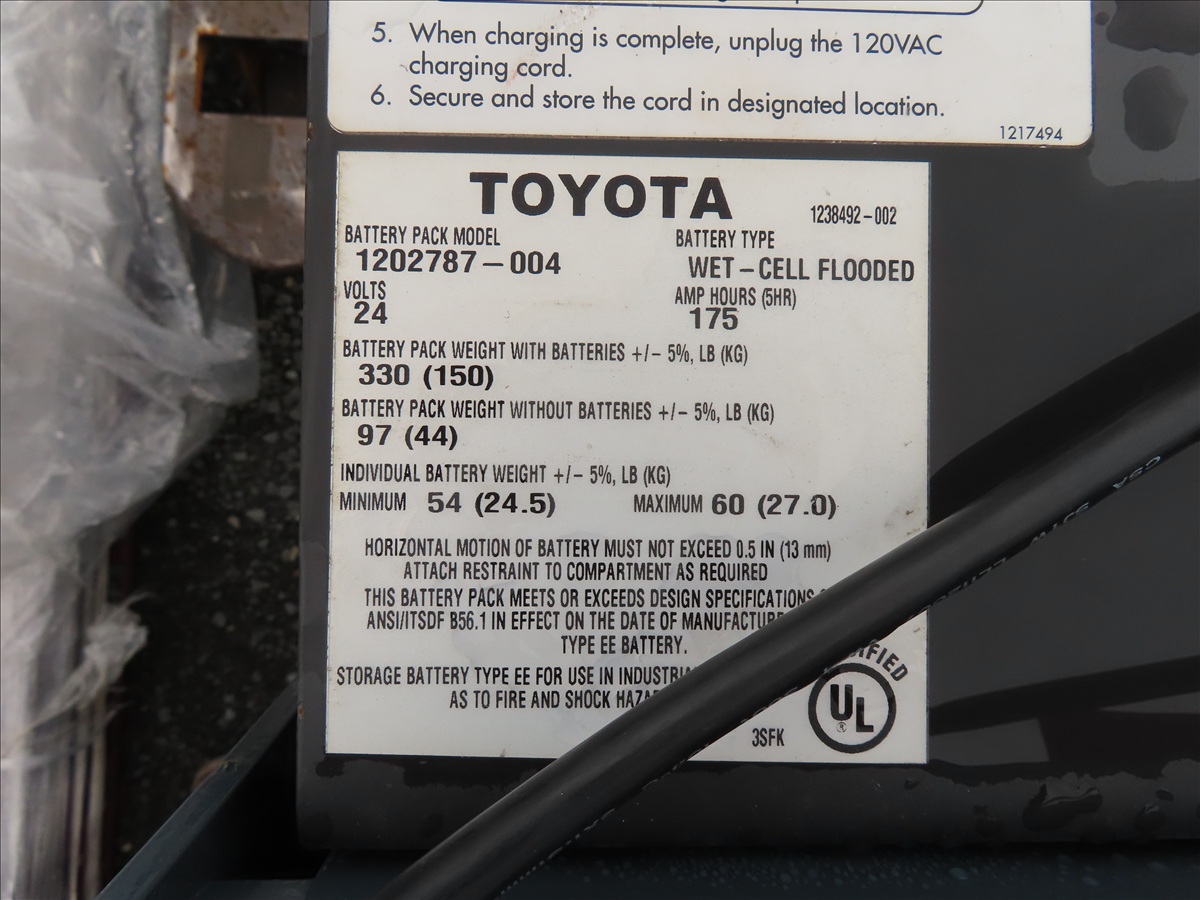 5. When charging is complete, unplug the 120VAC
charging cord.
6. Secure and store the cord in designated location.
1217494
TOYOTA
1238492-002
BATTERY PACK MODEL
1202787-004
BATTERY TYPE
WET-CELL FLOODED
VOLTS
24
AMP HOURS (5HR)
175
BATTERY PACK WEIGHT WITH BATTERIES +/- 5%, LB (KG)
330 (150)
BATTERY PACK WEIGHT WITHOUT BATTERIES +/- 5%, LB (KG)
97 (44)
INDIVIDUAL BATTERY WEIGHT +/- 5%, LB (KG)
MINIMUM 54 (24.5) MAXIMUM 60 (27.0)
HORIZONTAL MOTION OF BATTERY MUST NOT EXCEED 0.5 IN (13 mm)
ATTACH RESTRAINT TO COMPARTMENT AS REQUIRED
THIS BATTERY PACK MEETS OR EXCEEDS DESIGN SPECIFICATIONS
ANSI/ITSDF B56.1 IN EFFECT ON THE DATE OF MANUFACTURE
TYPE EE BATTERY.
STORAGE BATTERY TYPE EE FOR USE IN
AS TO FIRE AND SHOCK
UL
®
3SFK
CSA